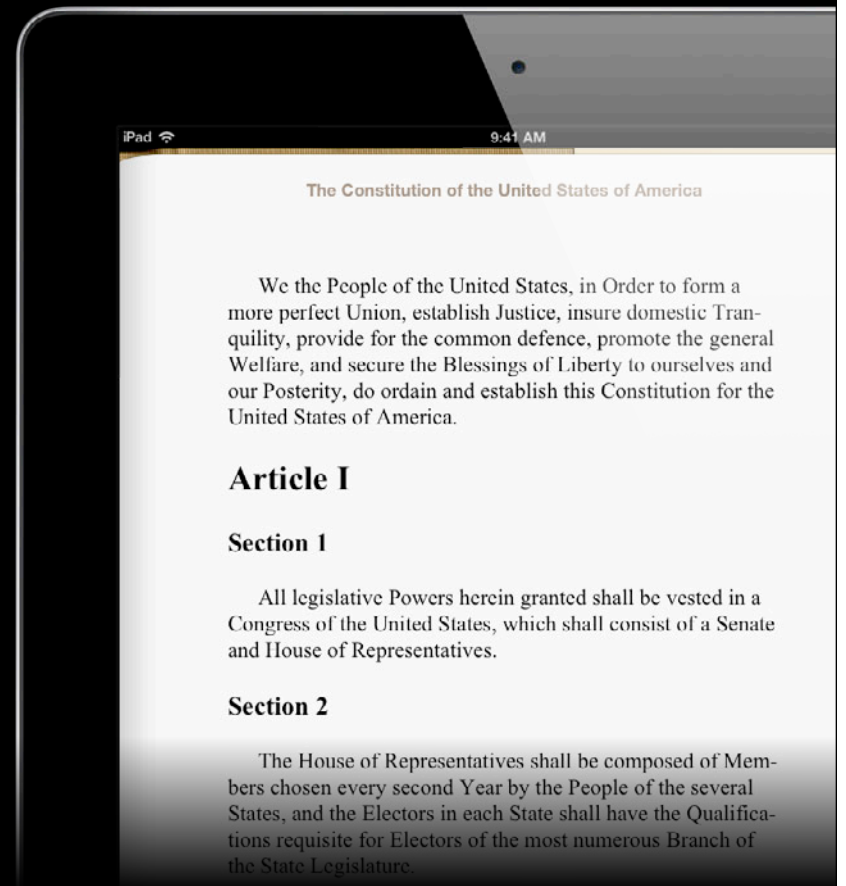 iPad
9:41 AM
The Constitution of the United States of America
We the People of the United States, in Order to form a
more perfect Union, establish Justice, insure domestic Tran-
quility, provide for the common defence, promote the general
Welfare, and secure the Blessings of Liberty to ourselves and
our Posterity, do ordain and establish this Constitution for the
United States of America.
Article I
Section 1
All legislative Powers herein granted shall be vested in a
Congress of the United States, which shall consist of a Senate
and House of Representatives.
Section 2
The House of Representatives shall be composed of Mem-
bers chosen every second Year by the People of the several
States, and the Electors in each State shall have the Qualifica-
tions requisite for Electors of the most numerous Branch of
the State Legislature.